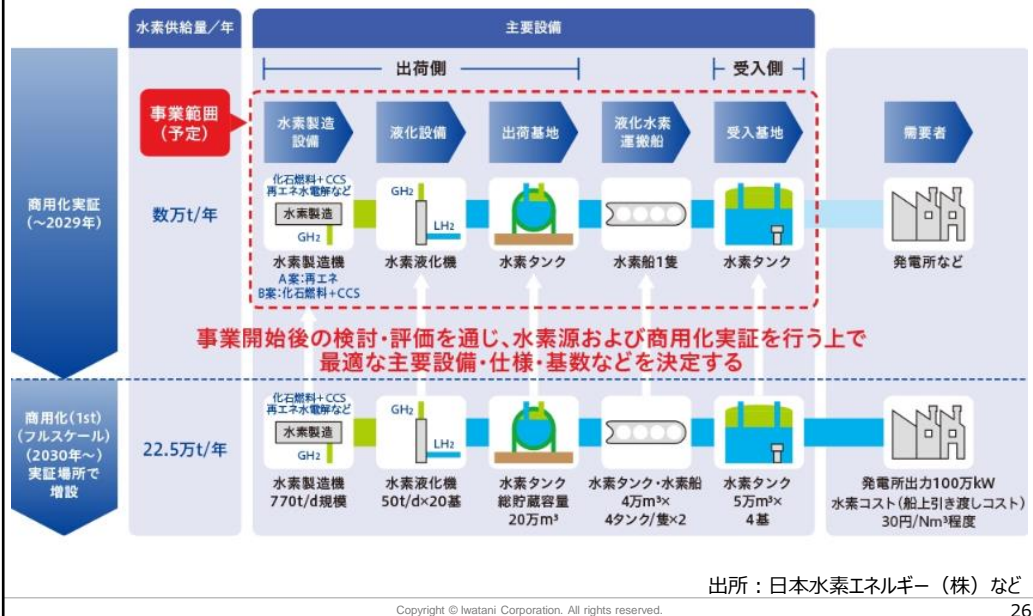 水素供給量/年
主要設備
出荷側
受入側
事業範囲
(予定)
水素製造
設備
液化設備
出荷基地
液化水素
運搬船
受入基地
需要者
商用化実証
(~2029年)
数万t/年
化石燃料+CCS
再エネ水電解など
水素製造
GH2
水素製造機
A案:再エネ
B案:化石燃料+CCS
GH2
LH2
水素液化機
水素タンク
水素船1隻
水素タンク
発電所など
事業開始後の検討・評価を通じ、水素源および商用化実証を行う上で
最適な主要設備・仕様・基数などを決定する
商用化(1st)
(フルスケール)
(2030年~)
実証場所で
増設
22.5万t/年
化石燃料+CCS
再エネ水電解など
水素製造
GH2
水素製造機
770t/d規模
GH2
LH2
水素液化機
50t/d×20基
水素タンク
総貯蔵容量
20万m³
水素タンク・水素船
4万m³×
4タンク/隻×2
水素タンク
5万m³×
4基
発電所出力100万kW
水素コスト(船上引き渡しコスト)
30円/Nm³程度
出所:日本水素エネルギー(株)など
Copyright © Iwatani Corporation. All rights reserved.
26